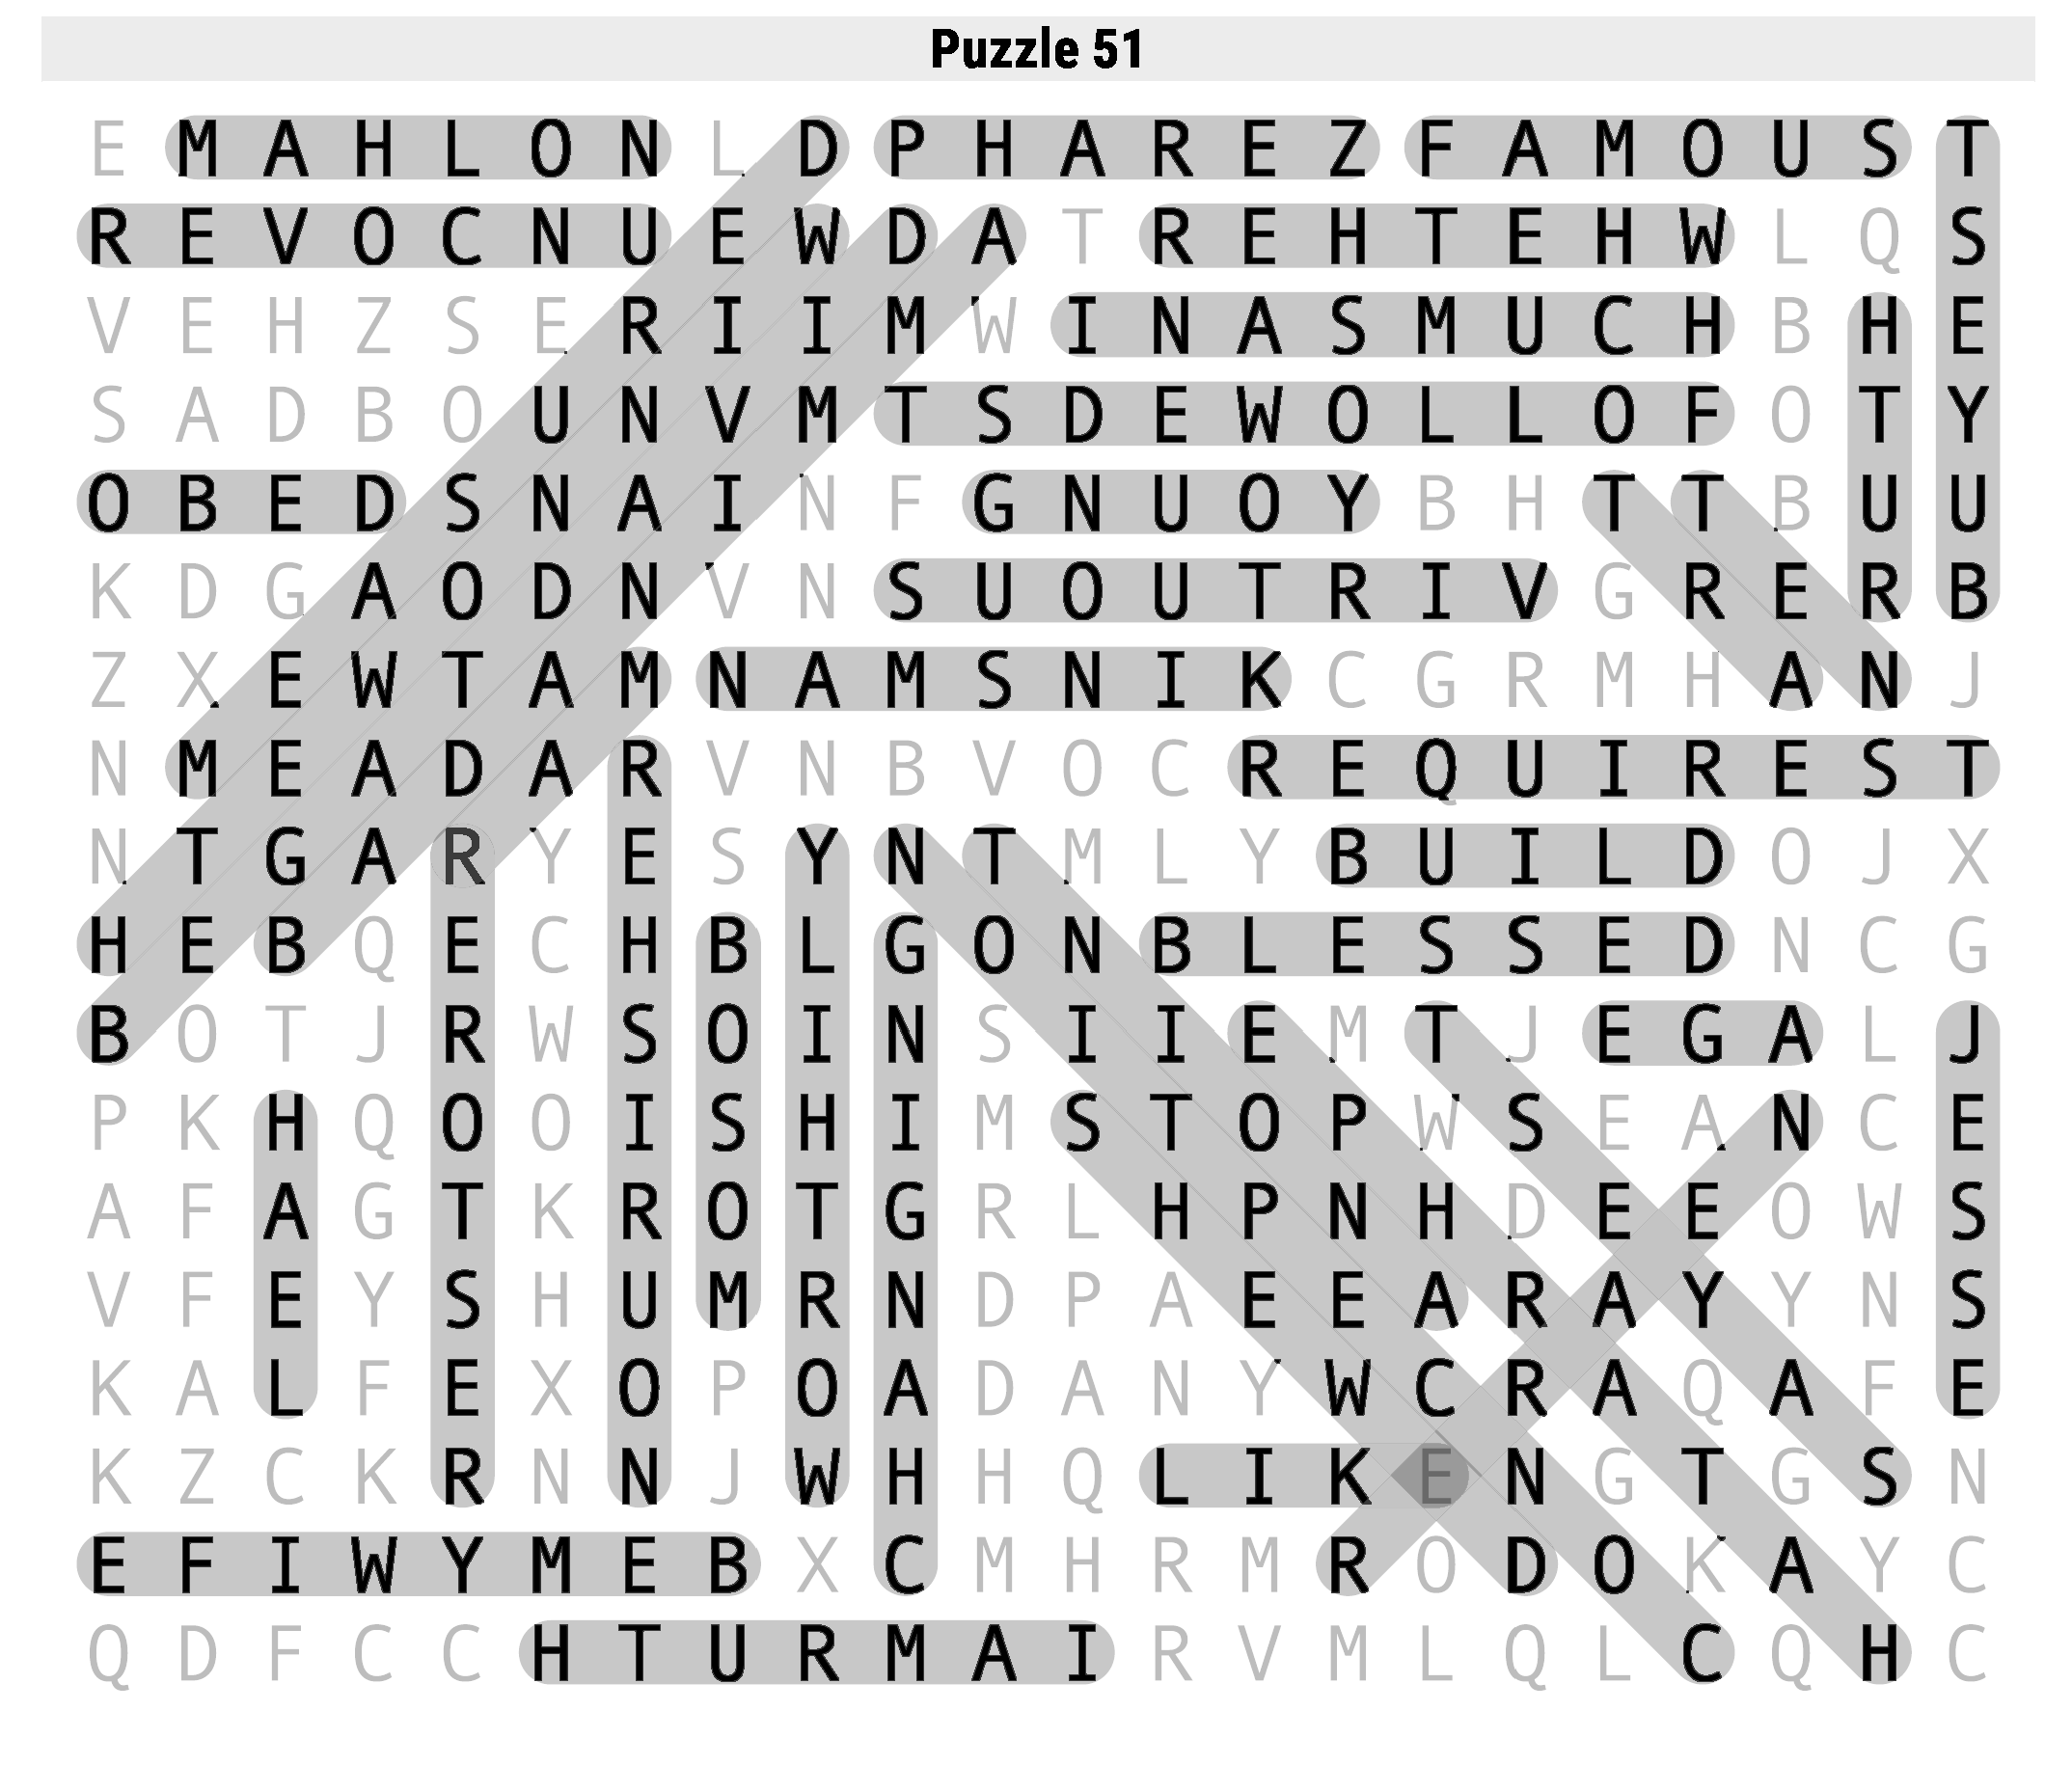 Puzzle 51
E M A H L O N L D P H A R E Z F A M O U S T
R E V O C N U E W D A T R E H T E H W L Q S
V E H Z S E R I I M W I N A S M U C H B H E
S A D B O U N V M T S D E W O L L O F O T Y
O B E D S N A I N F G N U O Y B H T T B U U
K D G A O D N V N S U O U T R I V G R E R B
Z X E W T A M N A M S N I K C G R M H A N J
N M E A D A R V N B V O C R E Q U I R E S T
N T G A R Y E S Y N T M L Y B U I L D O J X
H E B Q E C H B L G O N B L E S S E D N C G
B O T J R W S O I N S I I E M T J E G A L J
P K H Q O O I S H I M S T O P W S E A N C E
A F A G T K R O T G R L H P N H D E E O W S
V F E Y S H U M R N D P A E E A R A Y Y N S
K A L F E X O P O A D A N Y W C R A Q A F E
K Z C K R N N J W H H Q L I K E N G T G S N
E F I W Y M E B X C M H R M R O D O K A Y C
Q D F C C H T U R M A I R V M L Q L C Q H C